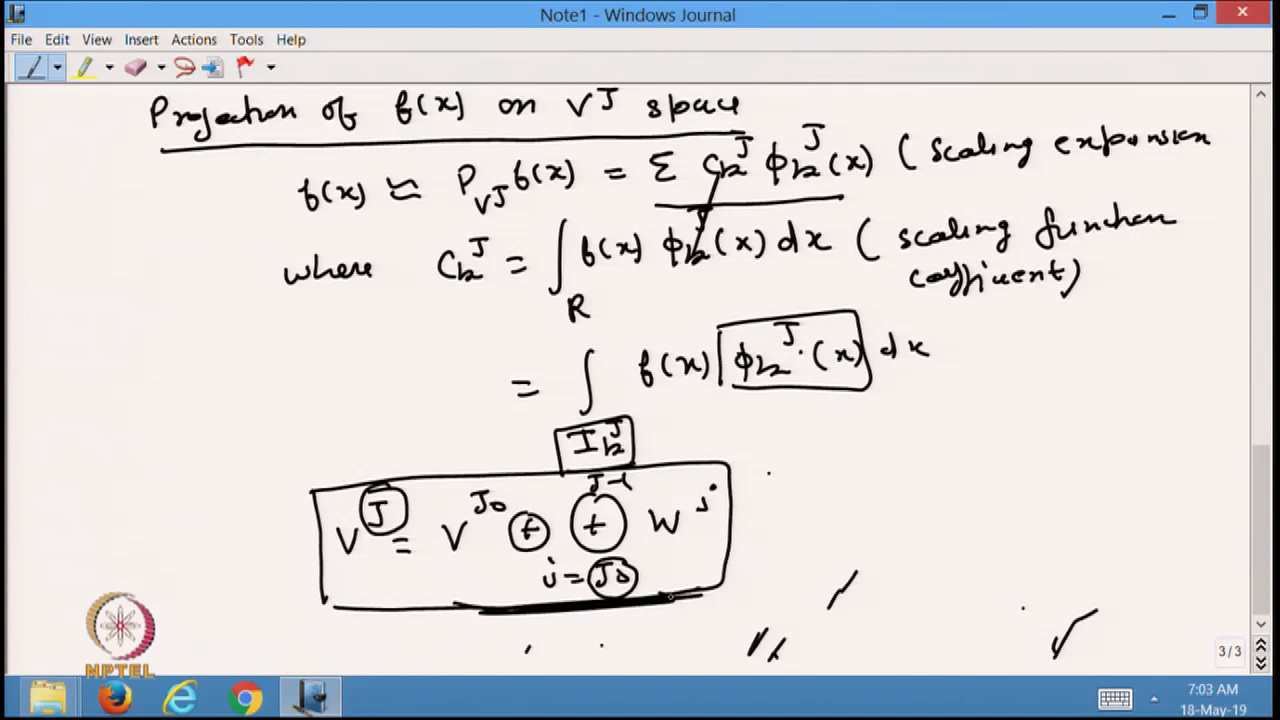 Note1 - Windows Journal
File Edit View Insert Actions Tools Help
Projection of f(x) on V^J space
f(x) ≃ P_{V^J} f(x) = Σ c_k^J φ_k^J(x) (scaling expansion
where c_k^J = ∫_R f(x) φ_k^J(x) dx (scaling function
coefficient)
= ∫_{I_k^J} f(x) φ_k^J(x) dx
V^J = V^{J0} ⊕ ⊕_{j=J0}^{J-1} W^j
NPTEL
3/3
7:03 AM
18-May-19